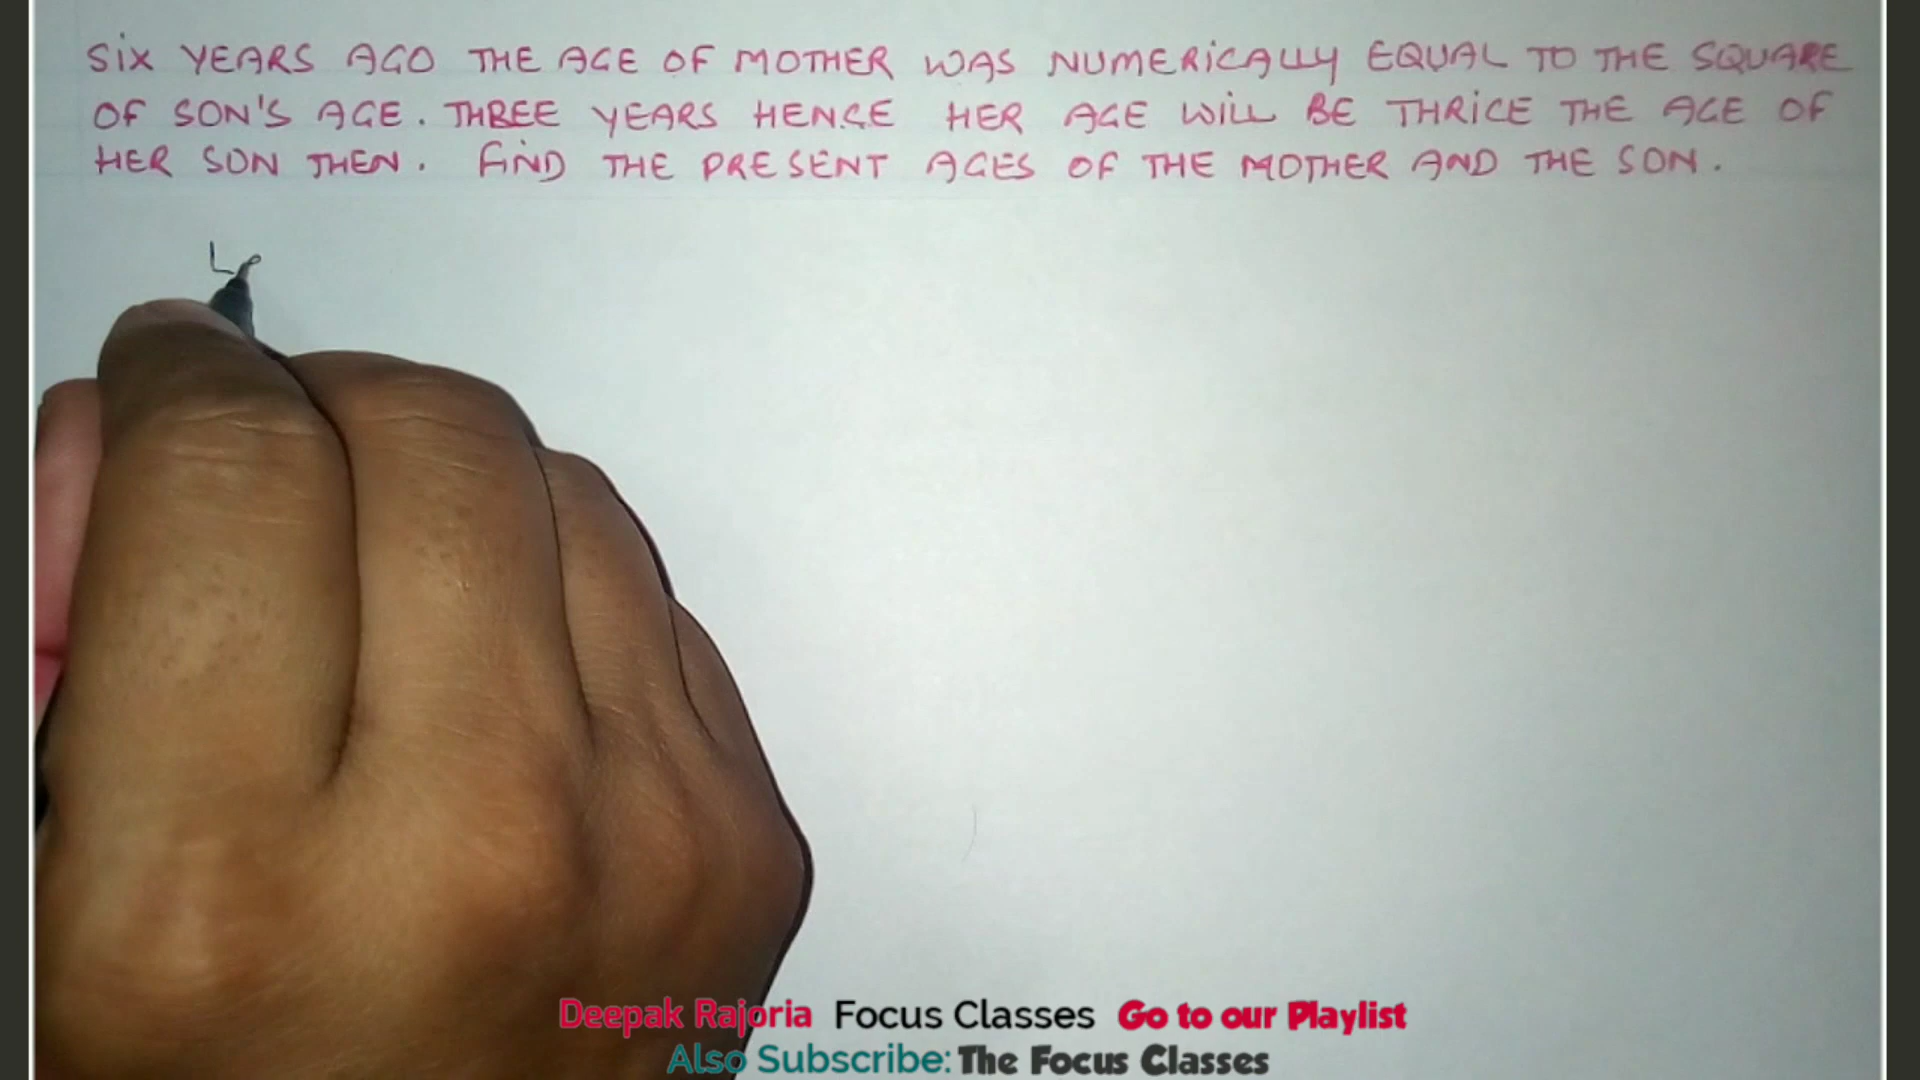 SiX YEARS AGO THE AGE OF MOTHER WAS NUMERiCALLY EQUAL TO THE SQUARE
OF SON'S AGE. THREE YEARS HENCE HER AGE WiLL BE THRiCE THE AGE OF
HER SON THEN. FiND THE PRESENT AGES OF THE MOTHER AND THE SON.
Le
Deepak Rajoria Focus Classes Go to our Playlist
Also Subscribe: The Focus Classes